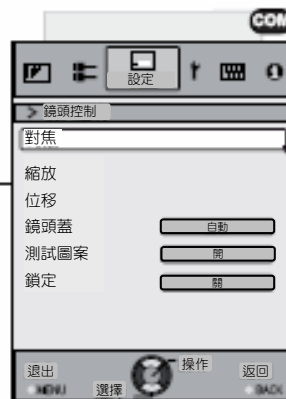 COM
設定
> 鏡頭控制
對焦
縮放
位移
鏡頭蓋 自動
測試圖案 開
鎖定 關
操作
退出 返回
MENU BACK
選擇